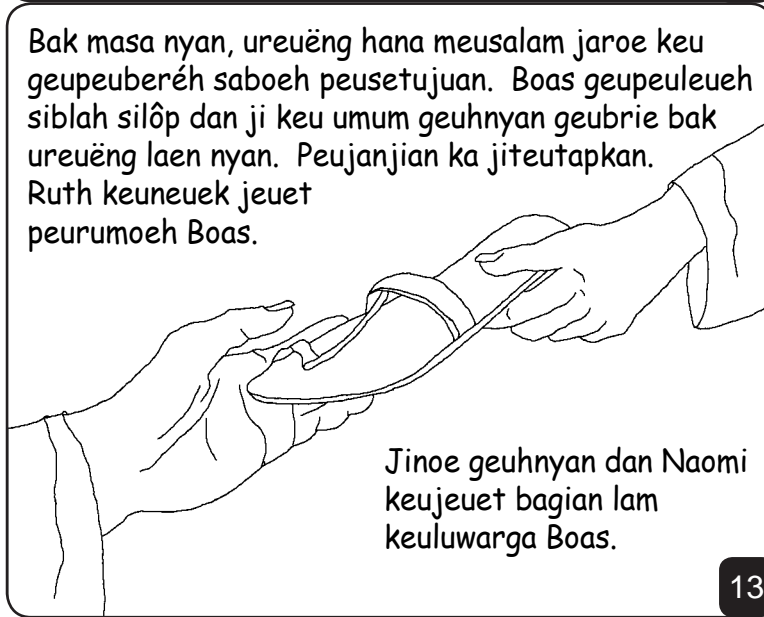 Bak masa nyan, ureuëng hana meusalam jaroe keu
geupeuberéh saboeh peusetujuan.  Boas geupeuleueh
siblah silôp dan ji keu umum geuhnyan geubrie bak
ureuëng laen nyan.  Peujanjian ka jiteutapkan.
Ruth keuneuek jeuet
peurumoeh Boas.
Jinoe geuhnyan dan Naomi
keujeuet bagian lam
keuluwarga Boas.
13